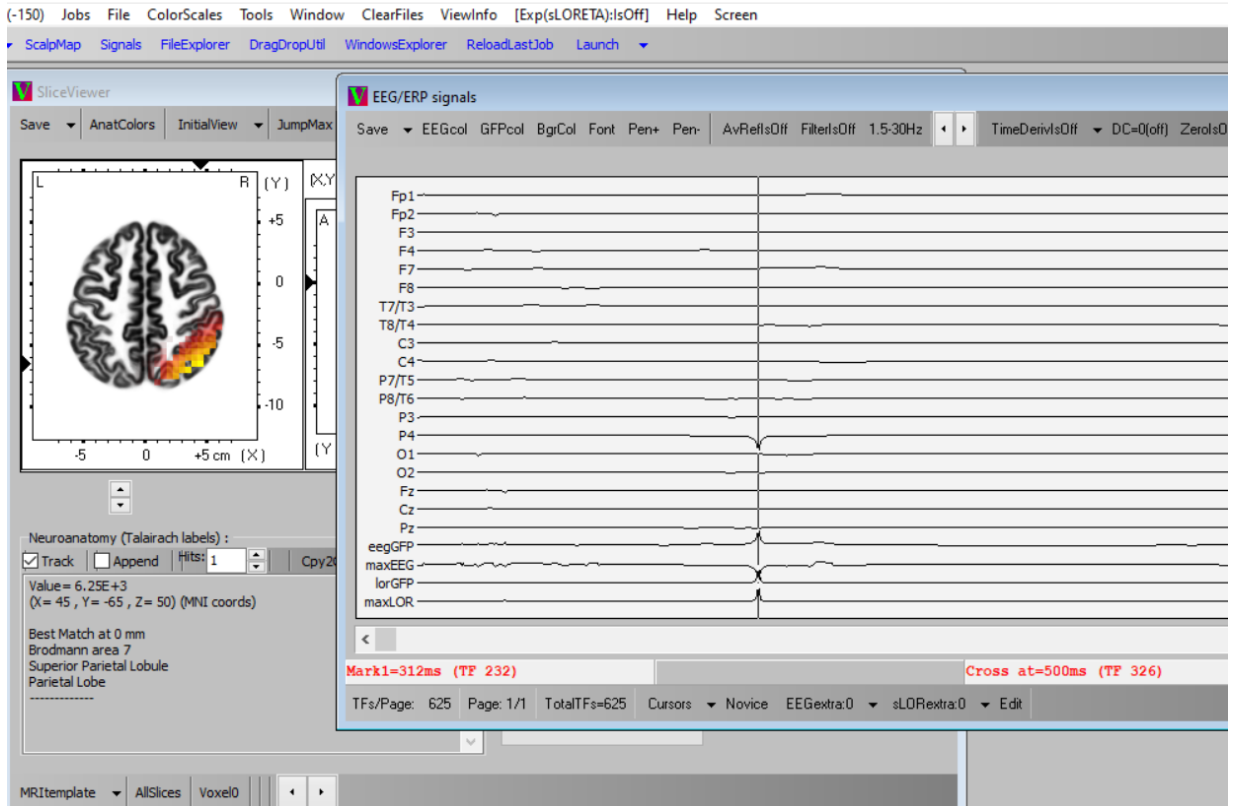 (-150) Jobs File ColorScales Tools Window ClearFiles ViewInfo [Exp(sLORETA):IsOff] Help Screen
ScalpMap Signals FileExplorer DragDropUtil WindowsExplorer ReloadLastJob Launch
SliceViewer
Save AnatColors InitialView JumpMax
L R (Y)
+5
0
-5
-10
-5 0 +5 cm (X)
(X,Y
A
(Y
Neuroanatomy (Talairach labels) :
Track Append Hits: 1
Value= 6.25E+3
(X= 45 , Y= -65 , Z= 50) (MNI coords)
Best Match at 0 mm
Brodmann area 7
Superior Parietal Lobule
Parietal Lobe
-------------
MRItemplate AllSlices Voxel0
EEG/ERP signals
Save EEGcol GFPcol BgrCol Font Pen+ Pen- AvRefIsOff FilterIsOff 1.5-30Hz TimeDerivIsOff DC=0(off)
Fp1
Fp2
F3
F4
F7
F8
T7/T3
T8/T4
C3
C4
P7/T5
P8/T6
P3
P4
O1
O2
Fz
Cz
Pz
eegGFP
maxEEG
lorGFP
maxLOR
Mark1=312ms (TF 232) Cross at=500ms (TF 326)
TFs/Page: 625 Page: 1/1 TotalTFs=625 Cursors Novice EEGextra:0 sLORextra:0 Edit